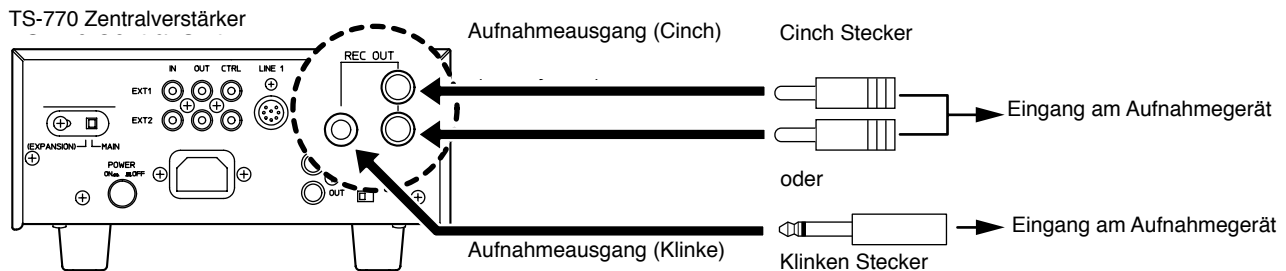 TS-770 Zentralverstärker
Aufnahmeausgang (Cinch)
Cinch Stecker
REC OUT
IN OUT CTRL LINE 1
EXT1
EXT2
Eingang am Aufnahmegerät
(EXPANSION) MAIN
POWER
ON OFF
OUT
oder
Eingang am Aufnahmegerät
Aufnahmeausgang (Klinke)
Klinken Stecker